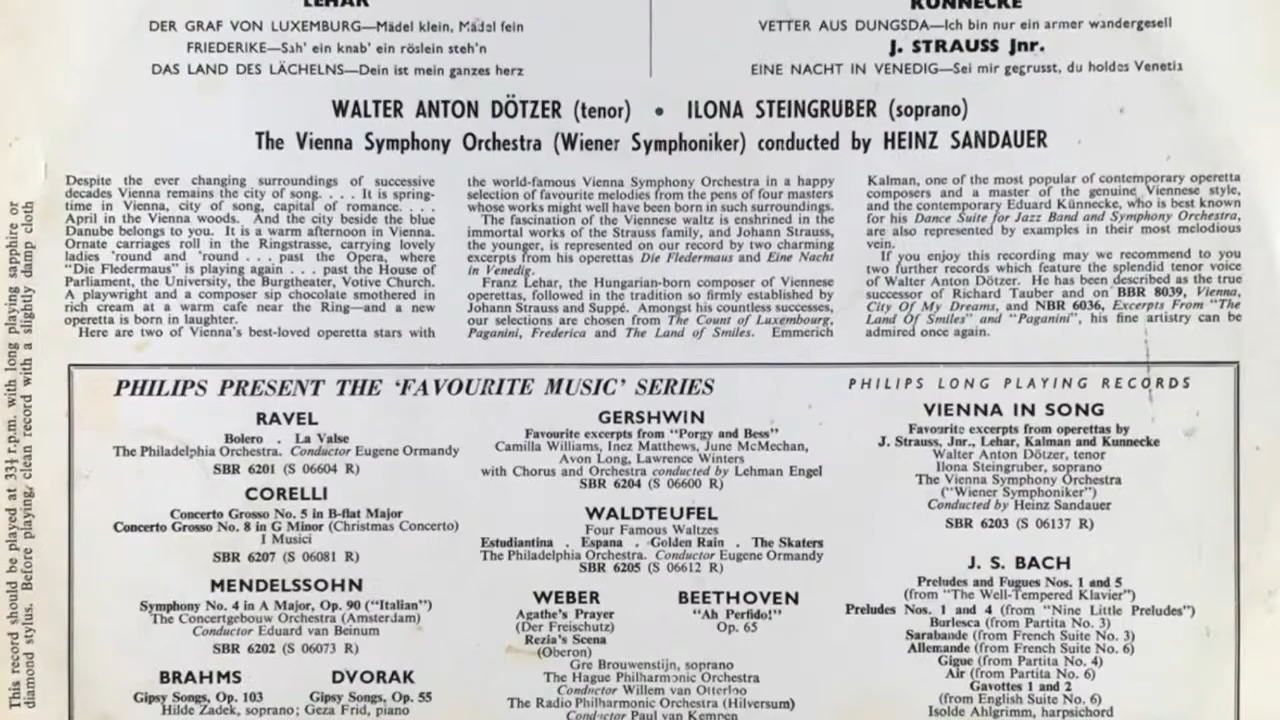 LEHAR
DER GRAF VON LUXEMBURG—Mädel klein, Mädel fein
FRIEDERIKE—Sah' ein knab' ein röslein steh'n
DAS LAND DES LÄCHELNS—Dein ist mein ganzes herz
KUNNECKE
VETTER AUS DUNGSDA—Ich bin nur ein armer wandergesell
J. STRAUSS Jnr.
EINE NACHT IN VENEDIG—Sei mir gegrusst, du holdes Venetia
WALTER ANTON DÖTZER (tenor) • ILONA STEINGRUBER (soprano)
The Vienna Symphony Orchestra (Wiener Symphoniker) conducted by HEINZ SANDAUER
Despite the ever changing surroundings of successive
decades Vienna remains the city of song. . . . It is spring-
time in Vienna, city of song, capital of romance. . . .
April in the Vienna woods. And the city beside the blue
Danube belongs to you. It is a warm afternoon in Vienna.
Ornate carriages roll in the Ringstrasse, carrying lovely
ladies 'round and 'round . . . past the Opera, where
"Die Fledermaus" is playing again . . . past the House of
Parliament, the University, the Burgtheater, Votive Church.
A playwright and a composer sip chocolate smothered in
rich cream at a warm cafe near the Ring—and a new
operetta is born in laughter.
Here are two of Vienna's best-loved operetta stars with
the world-famous Vienna Symphony Orchestra in a happy
selection of favourite melodies from the pens of four masters
whose works might well have been born in such surroundings.
The fascination of the Viennese waltz is enshrined in the
immortal works of the Strauss family, and Johann Strauss,
the younger, is represented on our record by two charming
excerpts from his operettas Die Fledermaus and Eine Nacht
in Venedig.
Franz Lehar, the Hungarian-born composer of Viennese
operettas, followed in the tradition so firmly established by
Johann Strauss and Suppé. Amongst his countless successes,
our selections are chosen from The Count of Luxembourg,
Paganini, Frederica and The Land of Smiles. Emmerich
Kalman, one of the most popular of contemporary operetta
composers and a master of the genuine Viennese style,
and the contemporary Eduard Künnecke, who is best known
for his Dance Suite for Jazz Band and Symphony Orchestra,
are also represented by examples in their most melodious
vein.
If you enjoy this recording may we recommend to you
two further records which feature the splendid tenor voice
of Walter Anton Dötzer. He has been described as the true
successor of Richard Tauber and on BBR 8039, Vienna,
City Of My Dreams, and NBR 6036, Excerpts From "The
Land Of Smiles" and "Paganini", his fine artistry can be
admired once again.
This record should be played at 33⅓ r.p.m. with long playing sapphire or
diamond stylus. Before playing, clean record with a slightly damp cloth
PHILIPS PRESENT THE 'FAVOURITE MUSIC' SERIES
PHILIPS LONG PLAYING RECORDS
RAVEL
Bolero . La Valse
The Philadelphia Orchestra. Conductor Eugene Ormandy
SBR 6201 (S 06604 R)
CORELLI
Concerto Grosso No. 5 in B-flat Major
Concerto Grosso No. 8 in G Minor (Christmas Concerto)
I Musici
SBR 6207 (S 06081 R)
MENDELSSOHN
Symphony No. 4 in A Major, Op. 90 ("Italian")
The Concertgebouw Orchestra (Amsterdam)
Conductor Eduard van Beinum
SBR 6202 (S 06073 R)
BRAHMS
Gipsy Songs, Op. 103
DVORAK
Gipsy Songs, Op. 55
Hilde Zadek, soprano; Geza Frid, piano
GERSHWIN
Favourite excerpts from "Porgy and Bess"
Camilla Williams, Inez Matthews, June McMechan,
Avon Long, Lawrence Winters
with Chorus and Orchestra conducted by Lehman Engel
SBR 6204 (S 06600 R)
WALDTEUFEL
Four Famous Waltzes
Estudiantina . Espana . Golden Rain . The Skaters
The Philadelphia Orchestra. Conductor Eugene Ormandy
SBR 6205 (S 06612 R)
WEBER
Agathe's Prayer
(Der Freischutz)
Rezia's Scena
(Oberon)
BEETHOVEN
"Ah Perfido!"
Op. 65
Gre Brouwenstijn, soprano
The Hague Philharmonic Orchestra
Conductor Willem van Otterloo
The Radio Philharmonic Orchestra (Hilversum)
Conductor Paul van Kempen
VIENNA IN SONG
Favourite excerpts from operettas by
J. Strauss, Jnr., Lehar, Kalman and Kunnecke
Walter Anton Dötzer, tenor
Ilona Steingruber, soprano
The Vienna Symphony Orchestra
("Wiener Symphoniker")
Conducted by Heinz Sandauer
SBR 6203 (S 06137 R)
J. S. BACH
Preludes and Fugues Nos. 1 and 5
(from "The Well-Tempered Klavier")
Preludes Nos. 1 and 4 (from "Nine Little Preludes")
Burlesca (from Partita No. 3)
Sarabande (from French Suite No. 3)
Allemande (from French Suite No. 6)
Gigue (from Partita No. 4)
Air (from Partita No. 6)
Gavottes 1 and 2
(from English Suite No. 6)
Isolde Ahlgrimm, harpsichord